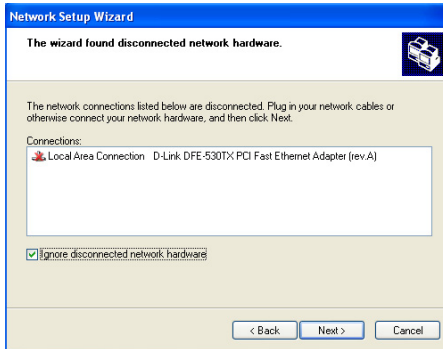 Network Setup Wizard
The wizard found disconnected network hardware.
The network connections listed below are disconnected. Plug in your network cables or
otherwise connect your network hardware, and then click Next.
Connections:
Local Area Connection D-Link DFE-530TX PCI Fast Ethernet Adapter (rev.A)
Ignore disconnected network hardware
< Back Next > Cancel